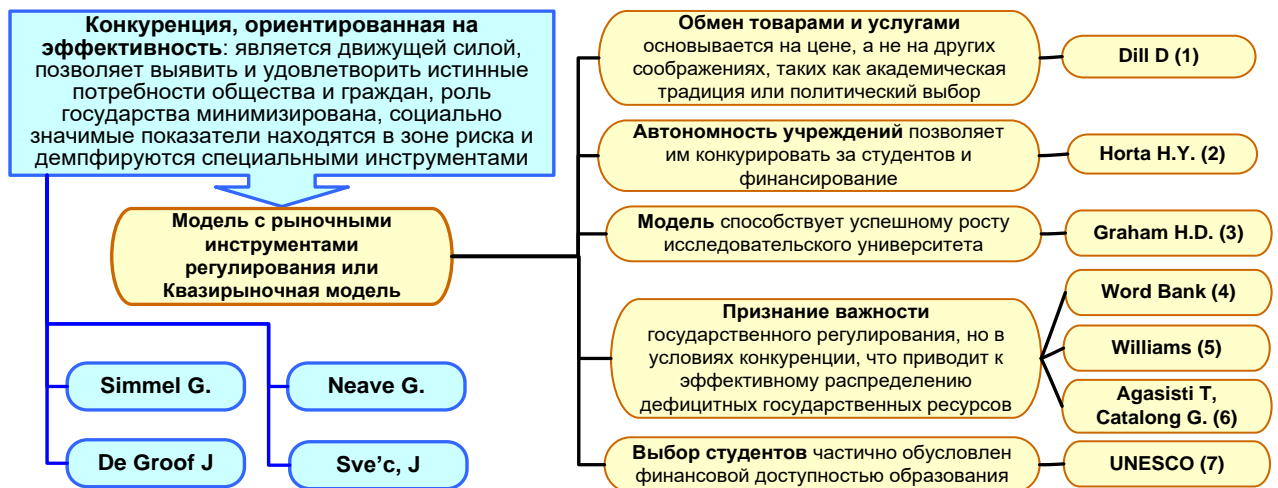 Конкуренция, ориентированная на
эффективность: является движущей силой,
позволяет выявить и удовлетворить истинные
потребности общества и граждан, роль
государства минимизирована, социально
значимые показатели находятся в зоне риска и
демпфируются специальными инструментами
Модель с рыночными
инструментами
регулирования или
Квазирыночная модель
Simmel G.
Neave G.
De Groof J
Sve'c, J
Обмен товарами и услугами
основывается на цене, а не на других
соображениях, таких как академическая
традиция или политический выбор
Dill D (1)
Автономность учреждений позволяет
им конкурировать за студентов и
финансирование
Horta H.Y. (2)
Модель способствует успешному росту
исследовательского университета
Graham H.D. (3)
Признание важности
государственного регулирования, но в
условиях конкуренции, что приводит к
эффективному распределению
дефицитных государственных ресурсов
Word Bank (4)
Williams (5)
Agasisti T,
Catalong G. (6)
Выбор студентов частично обусловлен
финансовой доступностью образования
UNESCO (7)